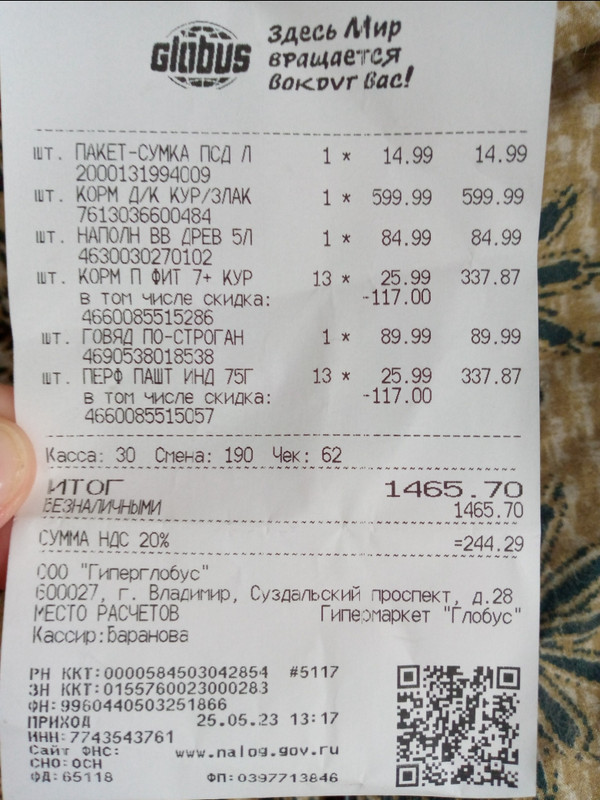 Globus
Здесь Мир
вращается
вокруг Вас!
шт. ПАКЕТ-СУМКА ПСД Л 1 * 14.99 14.99
2000131994009
шт. КОРМ Д/К КУР/ЗЛАК 1 * 599.99 599.99
7613036600484
шт. НАПОЛН ВВ ДРЕВ 5Л 1 * 84.99 84.99
4630030270102
шт. КОРМ П ФИТ 7+ КУР 13 * 25.99 337.87
в том числе скидка: -117.00
4660085515286
шт. ГОВЯД ПО-СТРОГАН 1 * 89.99 89.99
4690538018538
шт. ПЕРФ ПАШТ ИНД 75Г 13 * 25.99 337.87
в том числе скидка: -117.00
4660085515057
Касса: 30 Смена: 190 Чек: 62
ИТОГ 1465.70
БЕЗНАЛИЧНЫМИ 1465.70
СУММА НДС 20% =244.29
ООО "Гиперглобус"
600027, г. Владимир, Суздальский проспект, д.28
МЕСТО РАСЧЕТОВ Гипермаркет "Глобус"
Кассир:Баранова
РН ККТ:0000584503042854 #5117
ЗН ККТ:0155760023000283
ФН:9960440503251866
ПРИХОД 25.05.23 13:17
ИНН:7743543761
Сайт ФНС: www.nalog.gov.ru
СНО:ОСН
ФД:65118 ФП:0397713846